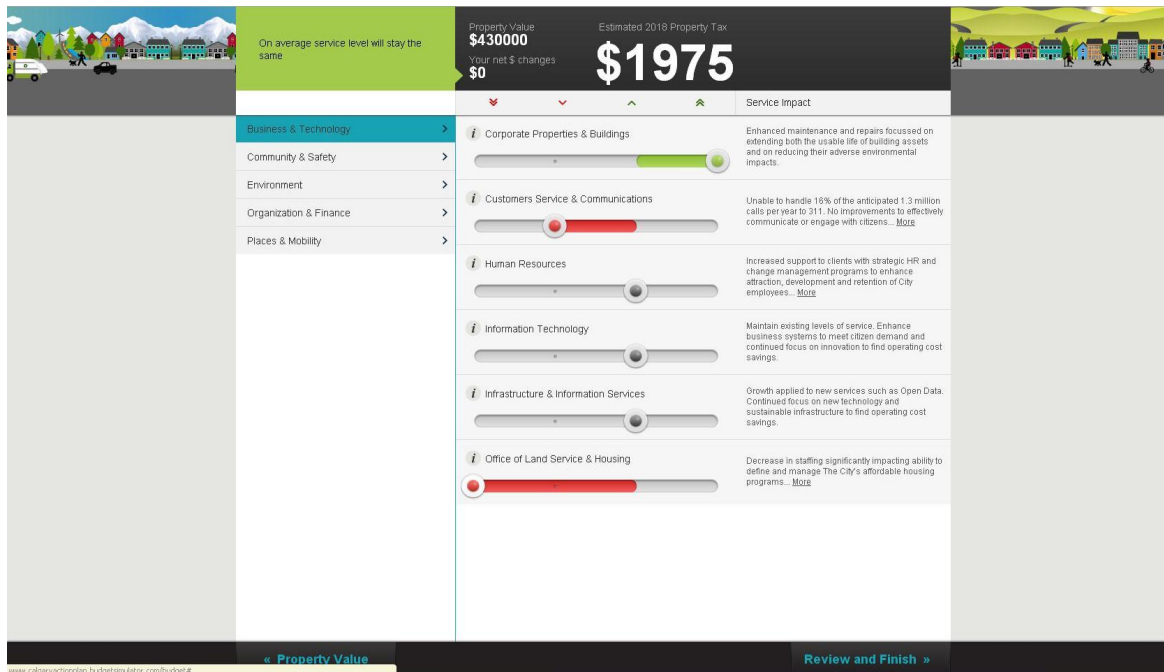 On average service level will stay the
same
Property Value
$430000
Your net $ changes
$0
Estimated 2018 Property Tax
$1975
Service Impact
Business & Technology
Community & Safety
Environment
Organization & Finance
Places & Mobility
i Corporate Properties & Buildings
Enhanced maintenance and repairs focussed on
extending both the usable life of building assets
and on reducing their adverse environmental
impacts.
i Customers Service & Communications
Unable to handle 16% of the anticipated 1.3 million
calls per year to 311. No improvements to effectively
communicate or engage with citizens... More
i Human Resources
Increased support to clients with strategic HR and
change management programs to enhance
attraction, development and retention of City
employees... More
i Information Technology
Maintain existing levels of service. Enhance
business systems to meet citizen demand and
continued focus on innovation to find operating cost
savings.
i Infrastructure & Information Services
Growth applied to new services such as Open Data.
Continued focus on new technology and
sustainable infrastructure to find operating cost
savings.
i Office of Land Service & Housing
Decrease in staffing significantly impacting ability to
define and manage The City's affordable housing
programs... More
« Property Value
Review and Finish »
www.calgaryactionplan.budgetsimulator.com/budget#